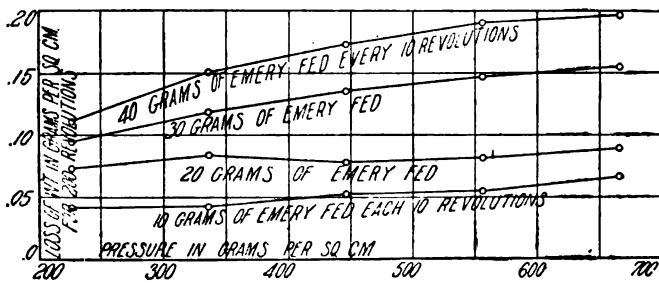 .20
.15
.10
.05
.0
LOSS OF WT IN GRAMS PER SQ CM.
FOR 200 REVOLUTIONS
40 GRAMS OF EMERY FED EVERY 10 REVOLUTIONS
30 GRAMS OF EMERY FED
20 GRAMS OF EMERY FED
10 GRAMS OF EMERY FED EACH 10 REVOLUTIONS
PRESSURE IN GRAMS PER SQ CM
200 300 400 500 600 700